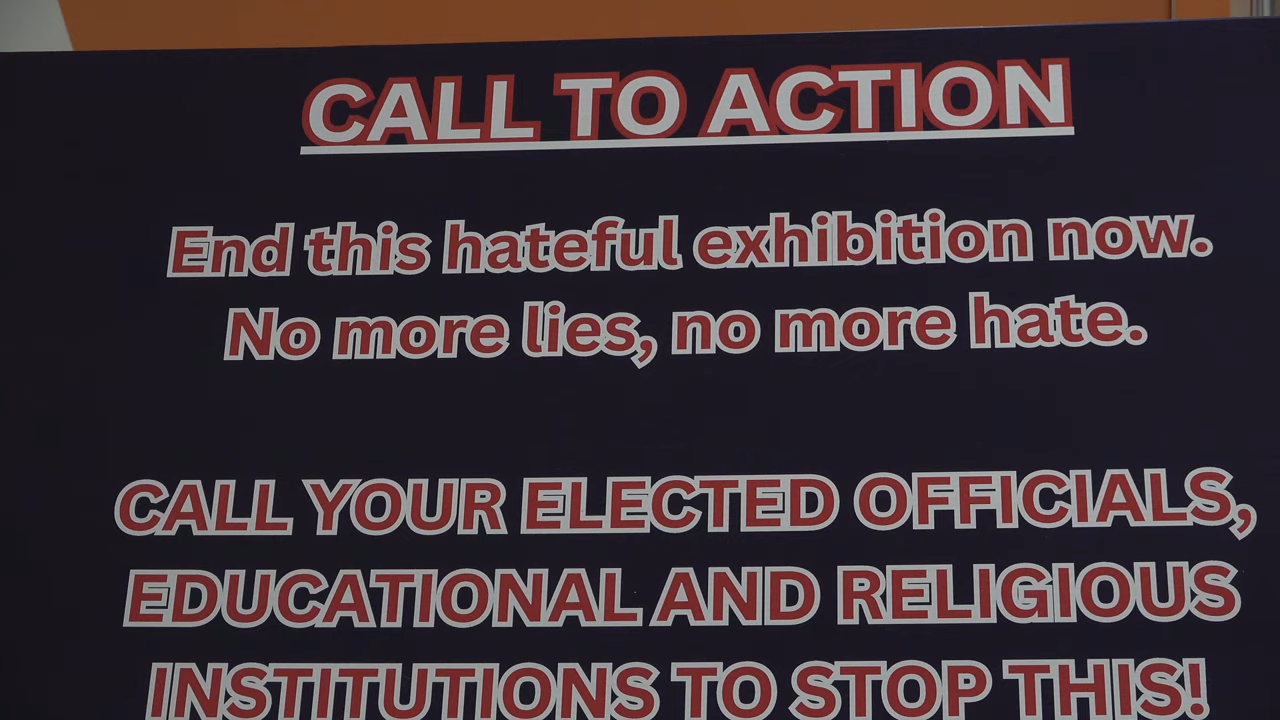 CALL TO ACTION
End this hateful exhibition now.
No more lies, no more hate.
CALL YOUR ELECTED OFFICIALS,
EDUCATIONAL AND RELIGIOUS
INSTITUTIONS TO STOP THIS!